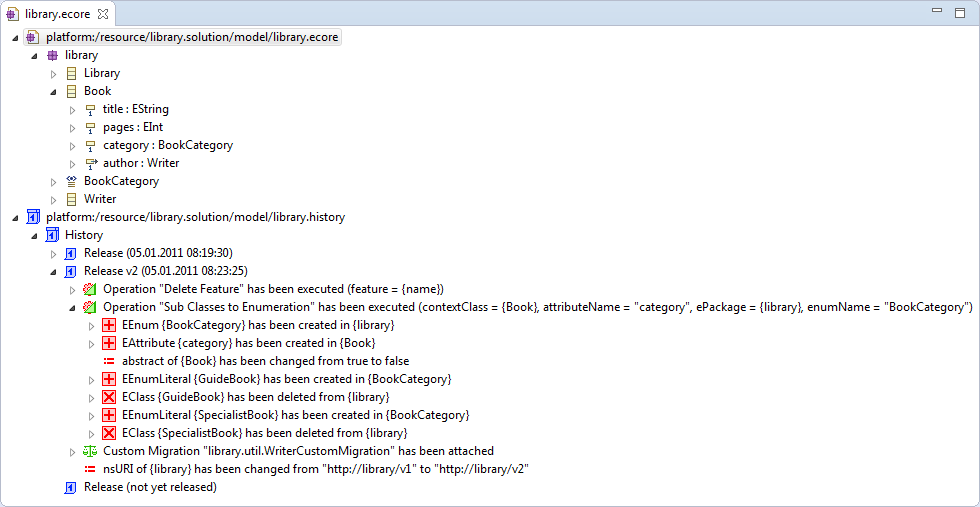 library.ecore
platform:/resource/library.solution/model/library.ecore
library
Library
Book
title : EString
pages : EInt
category : BookCategory
author : Writer
BookCategory
Writer
platform:/resource/library.solution/model/library.history
History
Release (05.01.2011 08:19:30)
Release v2 (05.01.2011 08:23:25)
Operation "Delete Feature" has been executed (feature = {name})
Operation "Sub Classes to Enumeration" has been executed (contextClass = {Book}, attributeName = "category", ePackage = {library}, enumName = "BookCategory")
EEnum {BookCategory} has been created in {library}
EAttribute {category} has been created in {Book}
abstract of {Book} has been changed from true to false
EEnumLiteral {GuideBook} has been created in {BookCategory}
EClass {GuideBook} has been deleted from {library}
EEnumLiteral {SpecialistBook} has been created in {BookCategory}
EClass {SpecialistBook} has been deleted from {library}
Custom Migration "library.util.WriterCustomMigration" has been attached
nsURI of {library} has been changed from "http://library/v1" to "http://library/v2"
Release (not yet released)